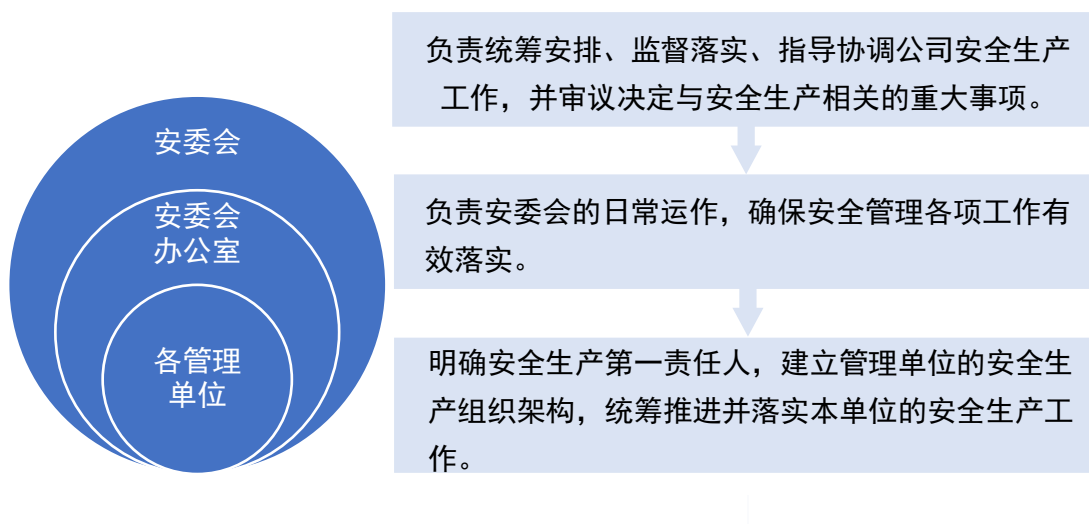 安委会
安委会
办公室
各管理
单位
负责统筹安排、监督落实、指导协调公司安全生产
工作，并审议决定与安全生产相关的重大事项。
负责安委会的日常运作，确保安全管理各项工作有
效落实。
明确安全生产第一责任人，建立管理单位的安全生
产组织架构，统筹推进并落实本单位的安全生产工
作。